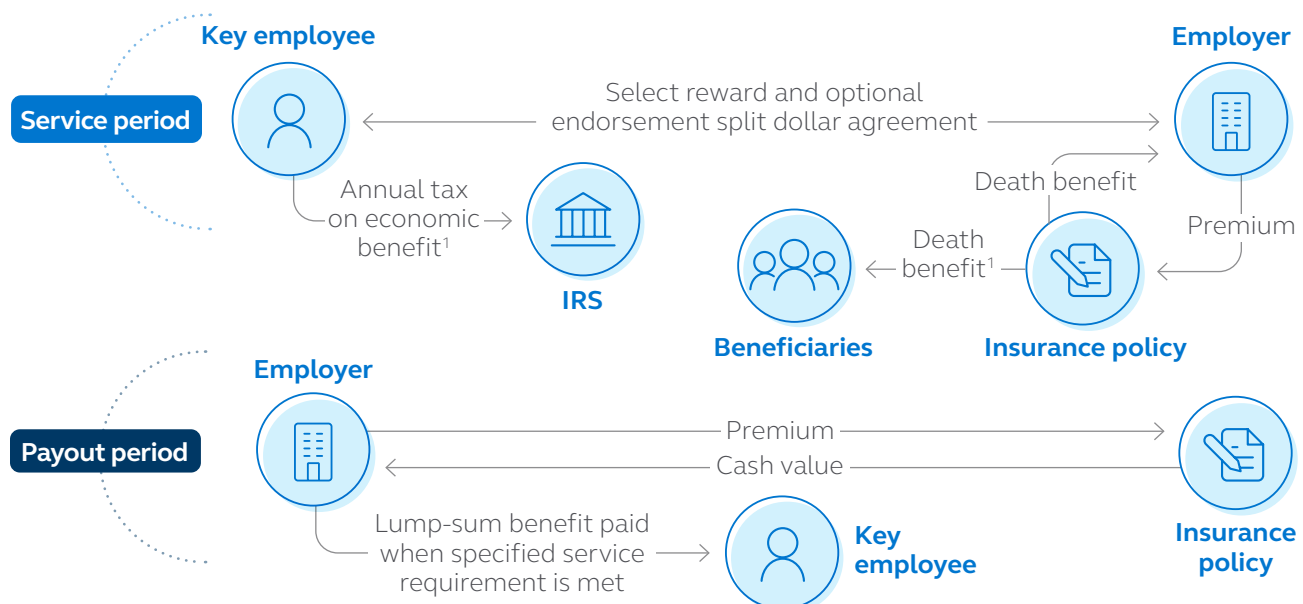 Key employee
Employer
Service period
Select reward and optional
endorsement split dollar agreement
Death benefit
Annual tax
on economic
benefit¹
Premium
Death
benefit¹
IRS
Beneficiaries
Insurance policy
Employer
Payout period
Premium
Cash value
Lump-sum benefit paid
when specified service
requirement is met
Key
employee
Insurance
policy